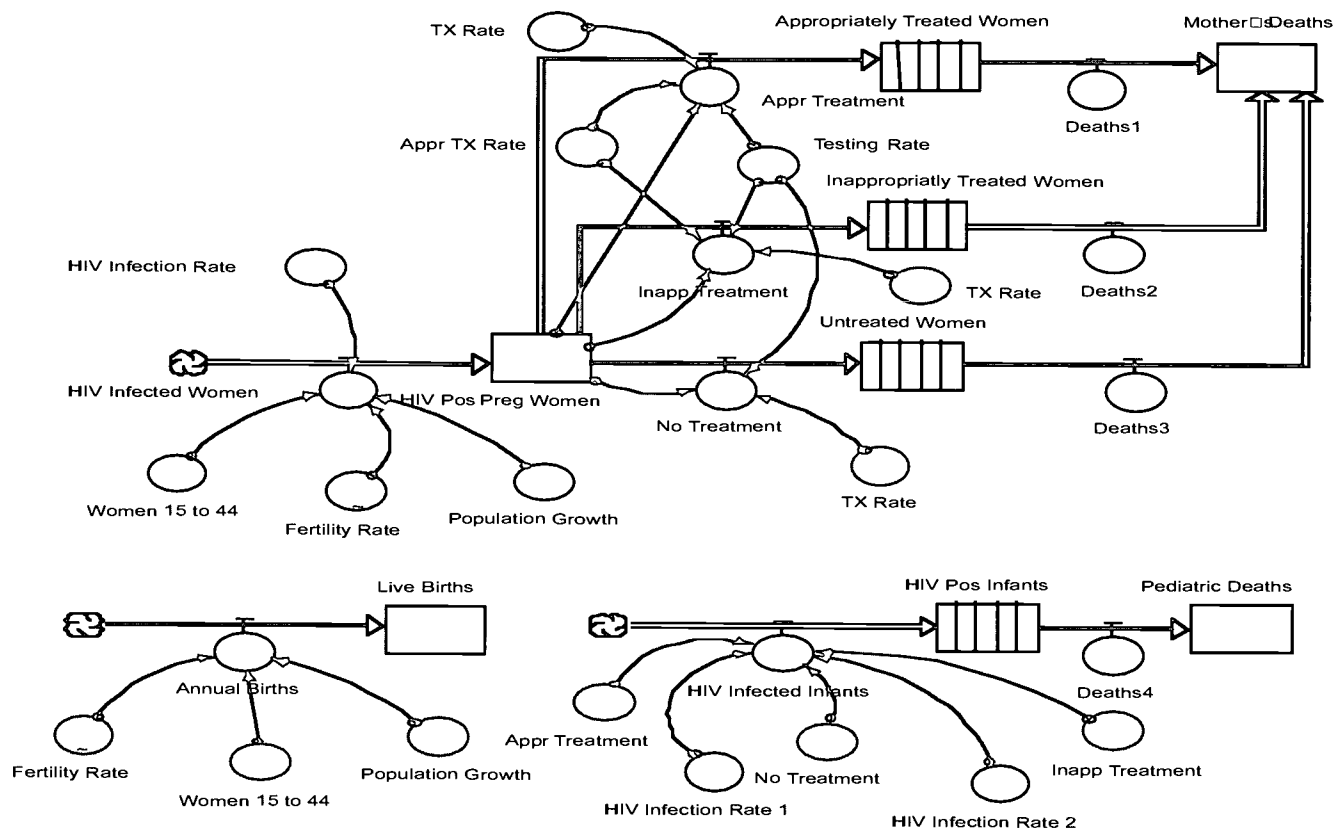 TX Rate
Appropriately Treated Women
Mother□s Deaths
Appr Treatment
Deaths1
Appr TX Rate
Testing Rate
Inappropriatly Treated Women
HIV Infection Rate
Inapp Treatment
TX Rate
Deaths2
Untreated Women
HIV Infected Women
HIV Pos Preg Women
No Treatment
Deaths3
Women 15 to 44
Fertility Rate
Population Growth
TX Rate
Live Births
HIV Pos Infants
Pediatric Deaths
Annual Births
HIV Infected Infants
Deaths4
~
~
Fertility Rate
Women 15 to 44
Population Growth
Appr Treatment
No Treatment
Inapp Treatment
HIV Infection Rate 1
HIV Infection Rate 2